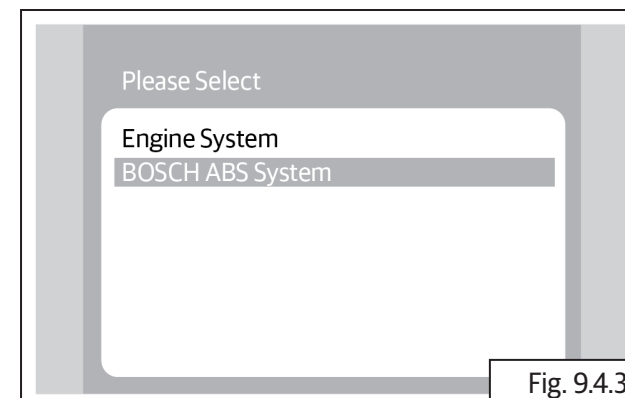 Please Select
Engine System
BOSCH ABS System
Fig. 9.4.3